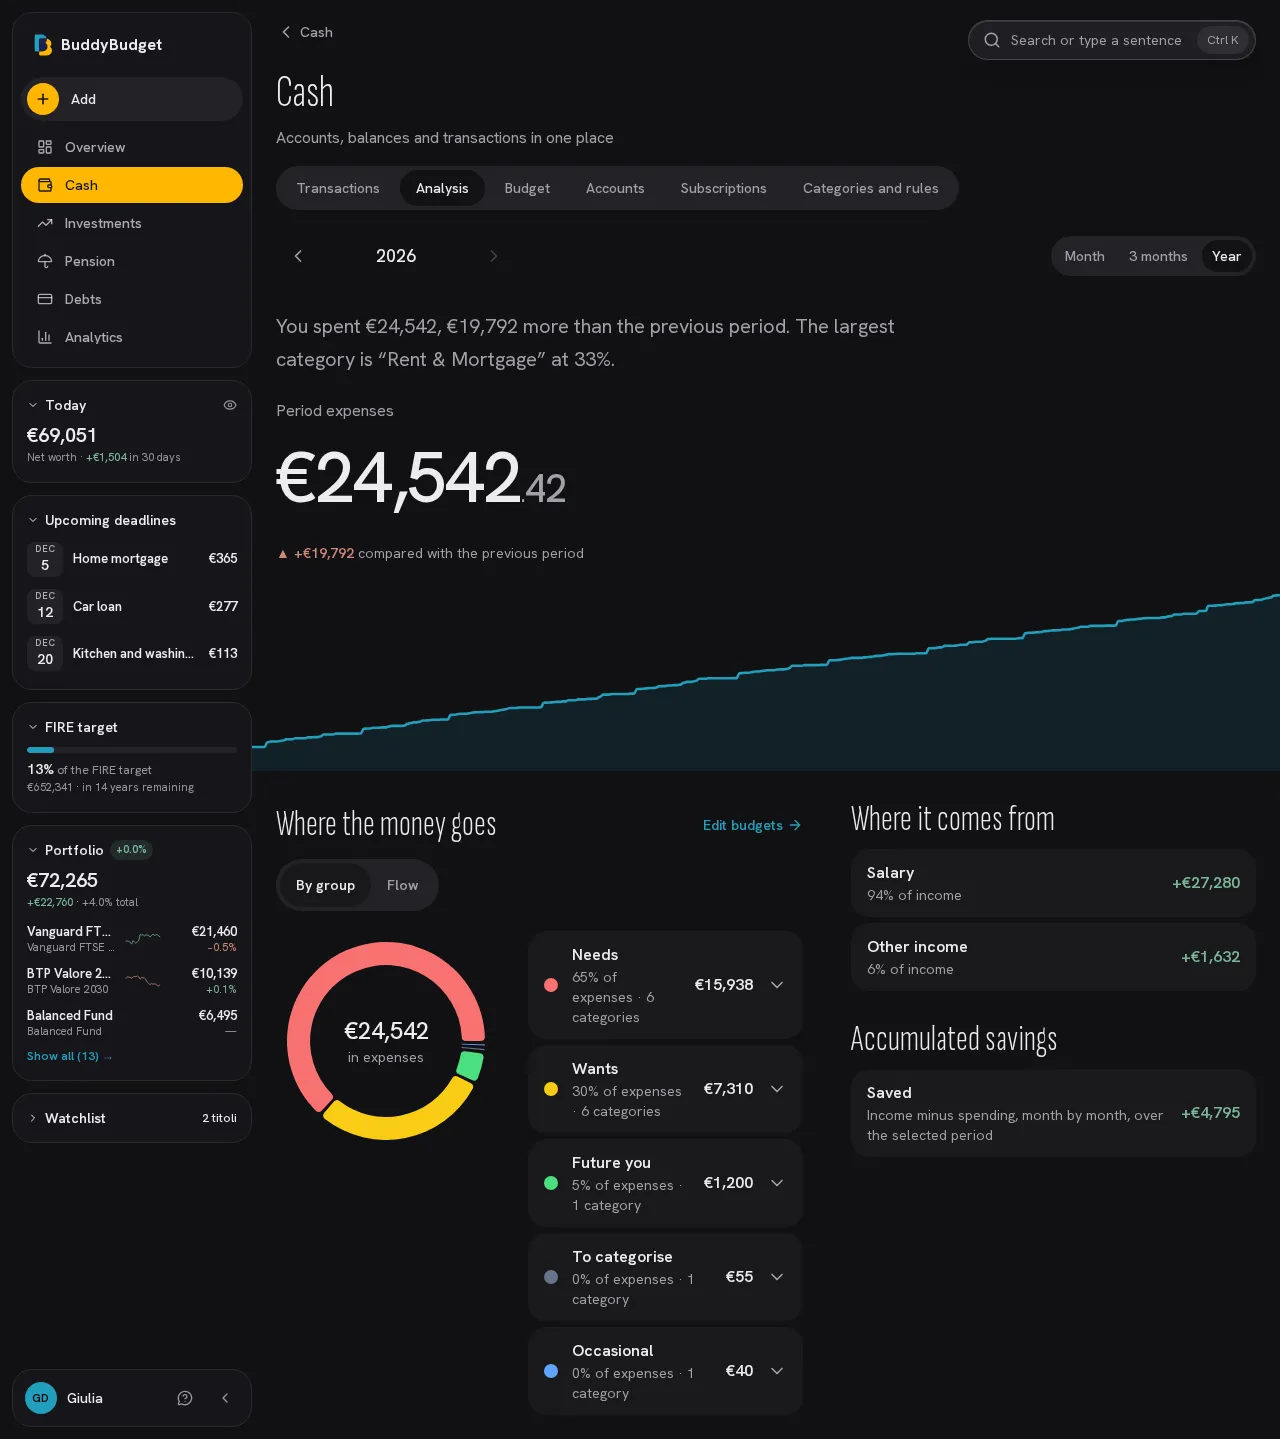 BuddyBudget
Add
Overview
Cash
Investments
Pension
Debts
Analytics
Today
€69,051
Net worth · +€1,504 in 30 days
Upcoming deadlines
DEC
5
Home mortgage
€365
DEC
12
Car loan
€277
DEC
20
Kitchen and washin...
€113
FIRE target
13% of the FIRE target
€652,341 · in 14 years remaining
Portfolio +0.0%
€72,265
+€22,760 · +4.0% total
Vanguard FT...
€21,460
Vanguard FTSE ...
−0.5%
BTP Valore 2...
€10,139
BTP Valore 2030
+0.1%
Balanced Fund
€6,495
Balanced Fund
—
Show all (13) →
Watchlist
2 titoli
GD
Giulia
Cash
Search or type a sentence
Ctrl K
Cash
Accounts, balances and transactions in one place
Transactions
Analysis
Budget
Accounts
Subscriptions
Categories and rules
2026
Month
3 months
Year
You spent €24,542, €19,792 more than the previous period. The largest
category is “Rent & Mortgage” at 33%.
Period expenses
€24,542.42
▲ +€19,792 compared with the previous period
Where the money goes
Edit budgets →
By group
Flow
€24,542
in expenses
Needs
65% of
expenses · 6
categories
€15,938
Wants
30% of expenses
· 6 categories
€7,310
Future you
5% of expenses ·
1 category
€1,200
To categorise
0% of expenses · 1
category
€55
Occasional
0% of expenses · 1
category
€40
Where it comes from
Salary
94% of income
+€27,280
Other income
6% of income
+€1,632
Accumulated savings
Saved
Income minus spending, month by month, over
the selected period
+€4,795